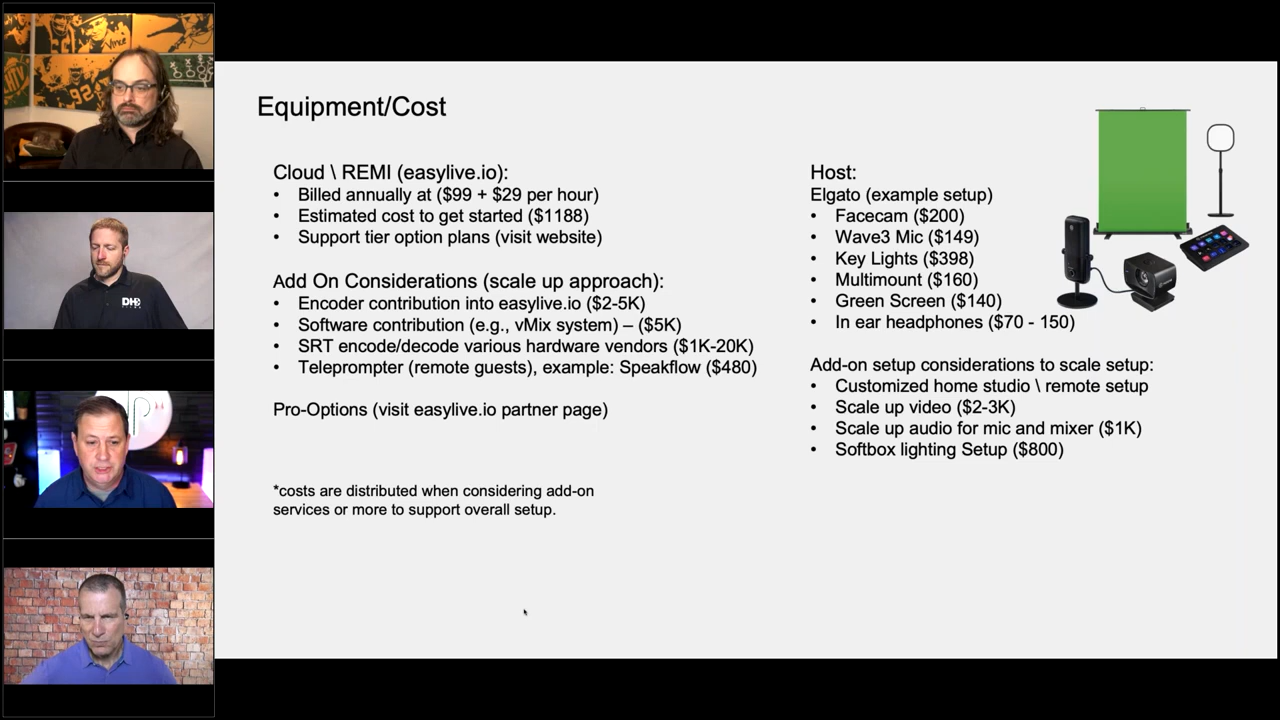 Equipment/Cost
Cloud \ REMI (easylive.io):
• Billed annually at ($99 + $29 per hour)
• Estimated cost to get started ($1188)
• Support tier option plans (visit website)
Add On Considerations (scale up approach):
• Encoder contribution into easylive.io ($2-5K)
• Software contribution (e.g., vMix system) – ($5K)
• SRT encode/decode various hardware vendors ($1K-20K)
• Teleprompter (remote guests), example: Speakflow ($480)
Pro-Options (visit easylive.io partner page)
*costs are distributed when considering add-on
services or more to support overall setup.
Host:
Elgato (example setup)
• Facecam ($200)
• Wave3 Mic ($149)
• Key Lights ($398)
• Multimount ($160)
• Green Screen ($140)
• In ear headphones ($70 - 150)
Add-on setup considerations to scale setup:
• Customized home studio \ remote setup
• Scale up video ($2-3K)
• Scale up audio for mic and mixer ($1K)
• Softbox lighting Setup ($800)
Vince
92
DH